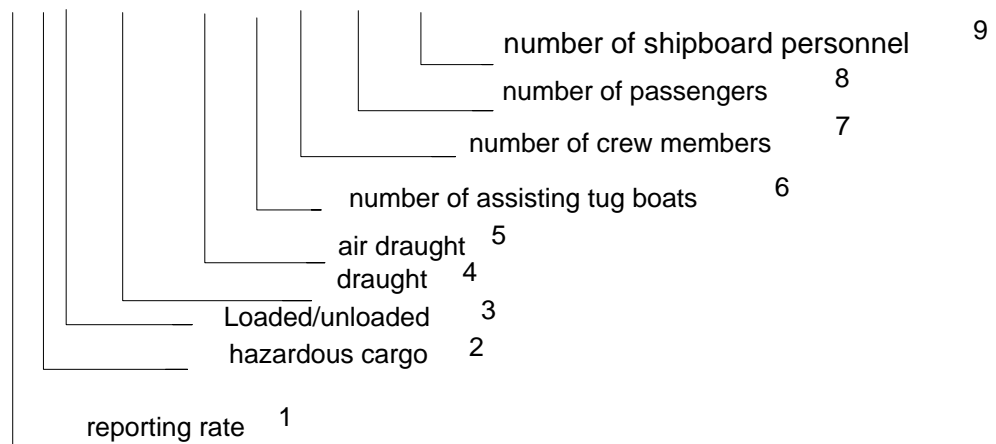 number of shipboard personnel 9
number of passengers 8
number of crew members 7
number of assisting tug boats 6
air draught 5
draught 4
Loaded/unloaded 3
hazardous cargo 2
reporting rate 1